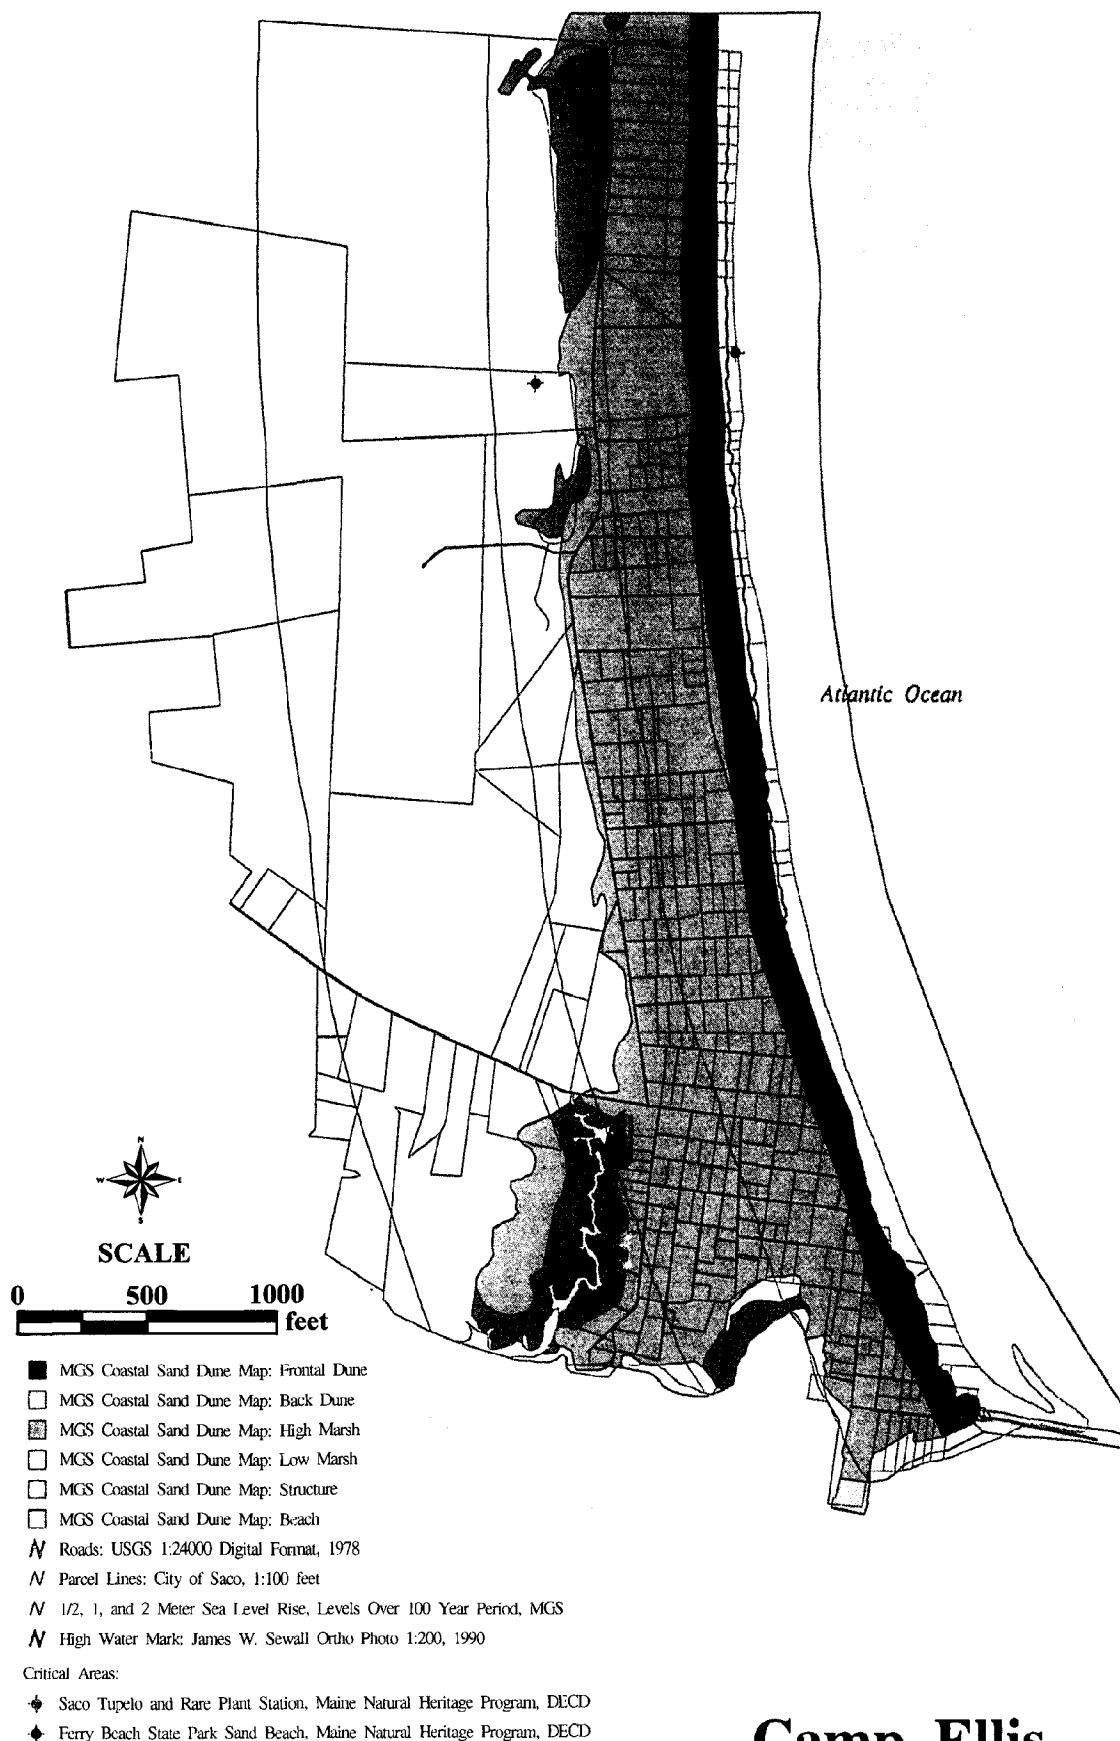 Atlantic Ocean
N
W E
S
SCALE
0 500 1000
feet
MGS Coastal Sand Dune Map: Frontal Dune
MGS Coastal Sand Dune Map: Back Dune
MGS Coastal Sand Dune Map: High Marsh
MGS Coastal Sand Dune Map: Low Marsh
MGS Coastal Sand Dune Map: Structure
MGS Coastal Sand Dune Map: Beach
Roads: USGS 1:24000 Digital Format, 1978
Parcel Lines: City of Saco, 1:100 feet
1/2, 1, and 2 Meter Sea Level Rise, Levels Over 100 Year Period, MGS
High Water Mark: James W. Sewall Ortho Photo 1:200, 1990
Critical Areas:
Saco Tupelo and Rare Plant Station, Maine Natural Heritage Program, DECD
Ferry Beach State Park Sand Beach, Maine Natural Heritage Program, DECD
Camp Ellis